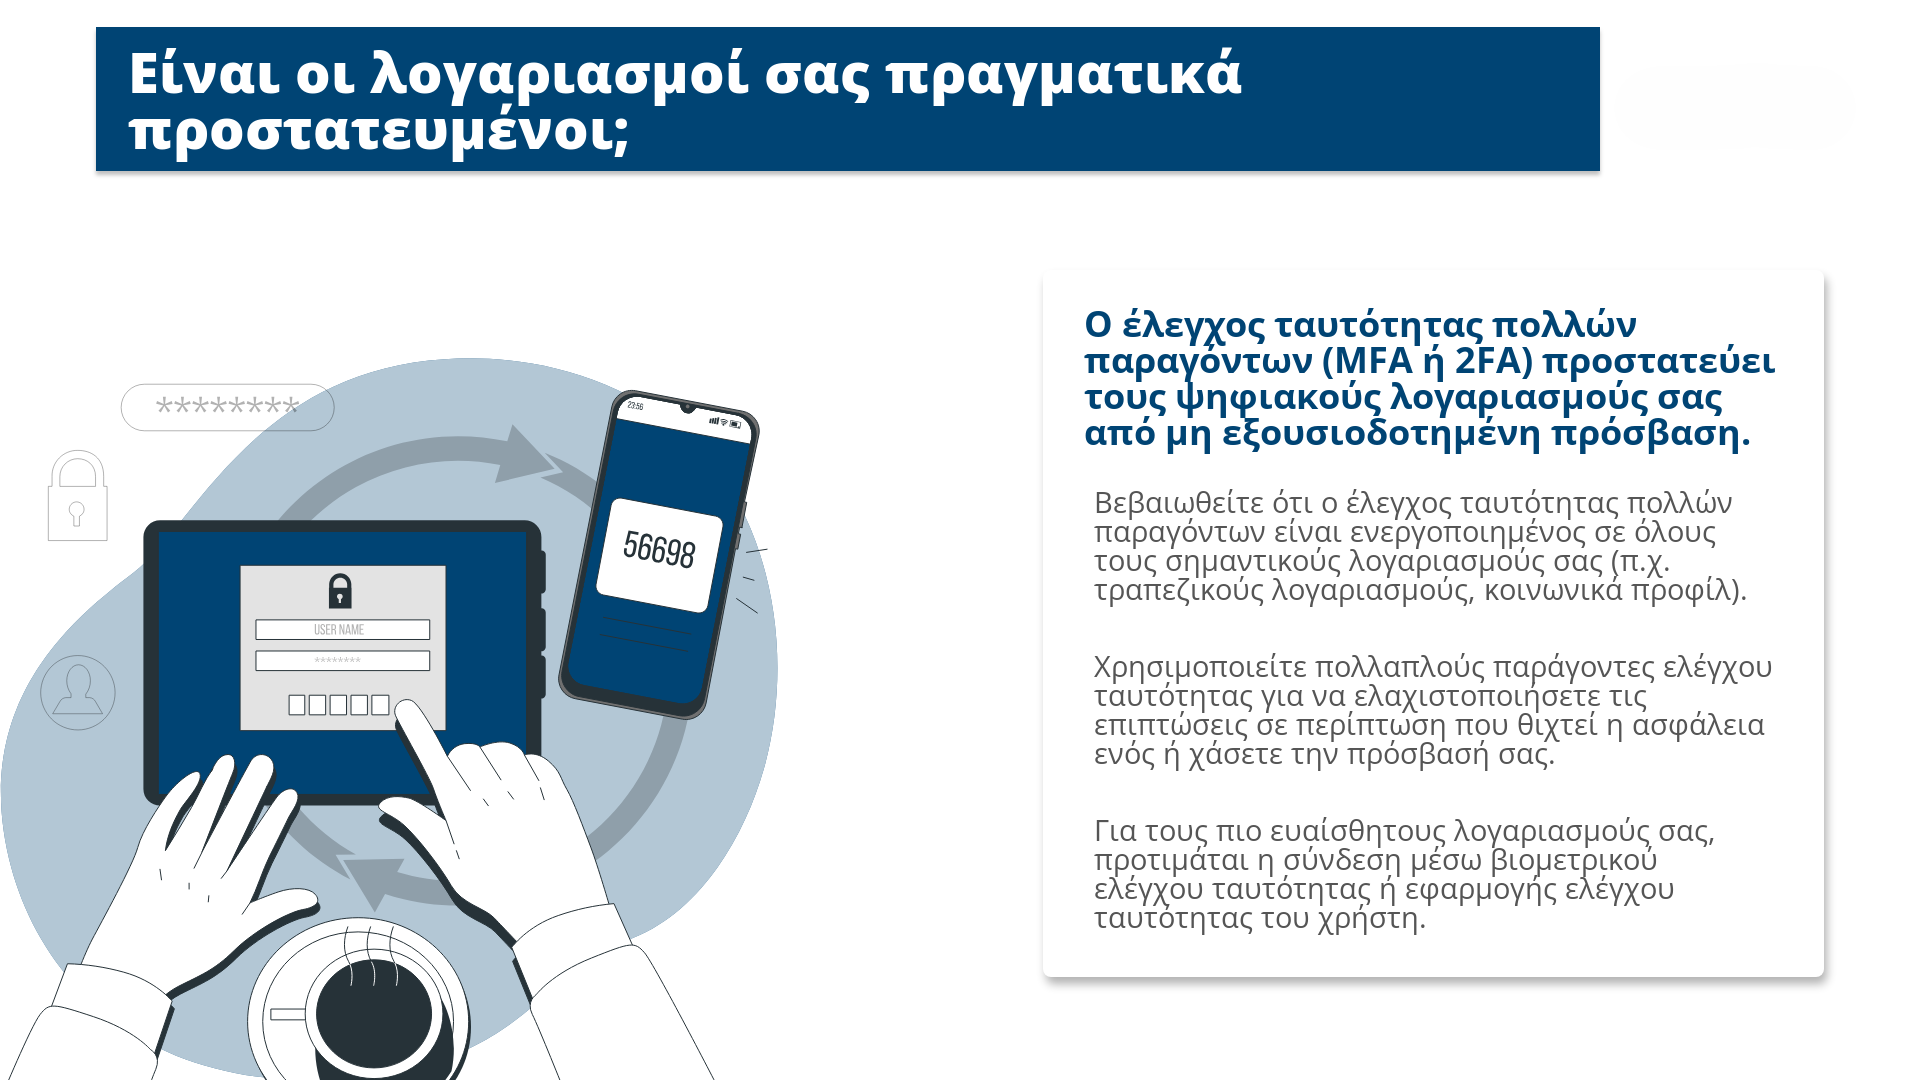 Είναι οι λογαριασμοί σας πραγματικά
προστατευμένοι;
********
23:56
56698
USER NAME
********
Ο έλεγχος ταυτότητας πολλών
παραγόντων (MFA ή 2FA) προστατεύει
τους ψηφιακούς λογαριασμούς σας
από μη εξουσιοδοτημένη πρόσβαση.
Βεβαιωθείτε ότι ο έλεγχος ταυτότητας πολλών
παραγόντων είναι ενεργοποιημένος σε όλους
τους σημαντικούς λογαριασμούς σας (π.χ.
τραπεζικούς λογαριασμούς, κοινωνικά προφίλ).
Χρησιμοποιείτε πολλαπλούς παράγοντες ελέγχου
ταυτότητας για να ελαχιστοποιήσετε τις
επιπτώσεις σε περίπτωση που θιχτεί η ασφάλεια
ενός ή χάσετε την πρόσβασή σας.
Για τους πιο ευαίσθητους λογαριασμούς σας,
προτιμάται η σύνδεση μέσω βιομετρικού
ελέγχου ταυτότητας ή εφαρμογής ελέγχου
ταυτότητας του χρήστη.